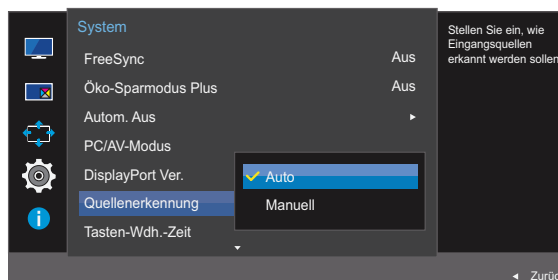 System
FreeSync Aus
Öko-Sparmodus Plus Aus
Autom. Aus
PC/AV-Modus
DisplayPort Ver.
Quellenerkennung
Tasten-Wdh.-Zeit
Auto
Manuell
Stellen Sie ein, wie
Eingangsquellen
erkannt werden sollen
Zurüc